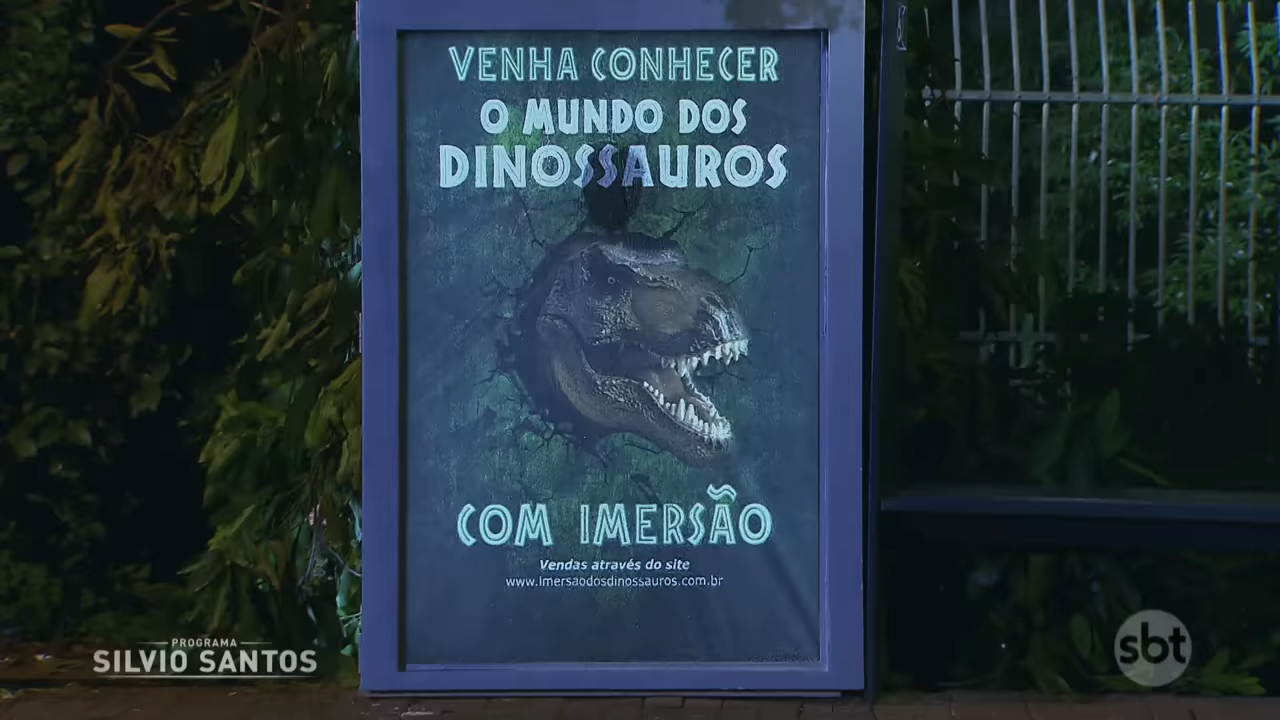 VENHA CONHECER
O MUNDO DOS
DINOSSAUROS
COM IMERSÃO
Vendas através do site
www.imersaodosdinossauros.com.br
PROGRAMA
SILVIO SANTOS
sbt